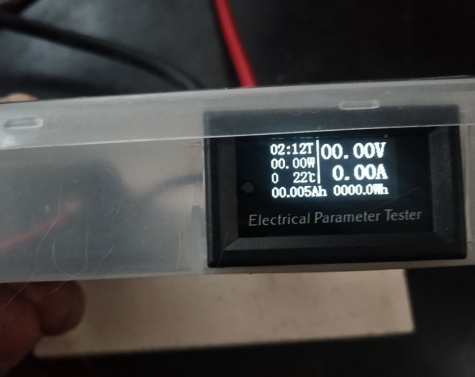 02:12T 00.00V
00.00W
0 22℃ 0.00A
00.005Ah 0000.0Wh
Electrical Parameter Tester